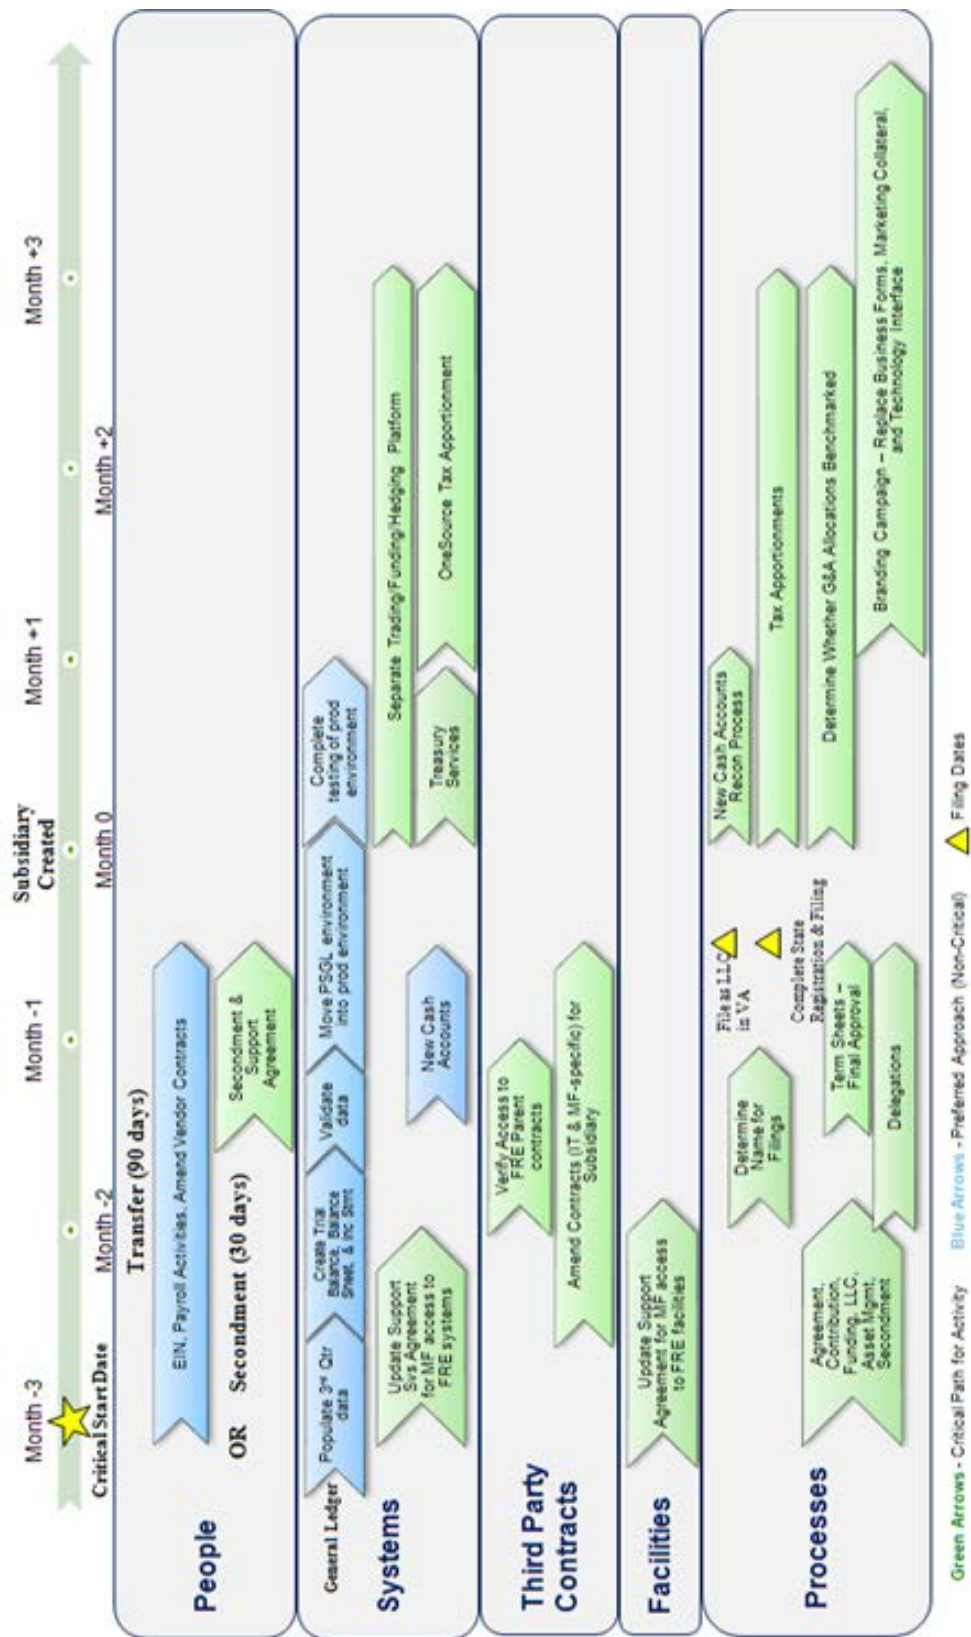 Month -3
Month -2
Month -1
Subsidiary
Created
Month 0
Month +1
Month +2
Month +3
Critical Start Date
People
Transfer (90 days)
EIN, Payroll Activities, Amend Vendor Contracts
OR Secondment (30 days)
Secondment &
Support
Agreement
Systems
General Ledger
Populate 3rd Qtr
data
Create Trial
Balance, Balance
Sheet, & Inc Stmt
Validate
data
Move PSGL environment
into prod environment
Complete
testing of prod
environment
Update Support
Svs Agreement
for MF access to
FRE systems
New Cash
Accounts
Separate Trading/Funding/Hedging Platform
Treasury
Services
OneSource Tax Apportionment
Third Party
Contracts
Verify Access to
FRE Parent
contracts
Amend Contracts (IT & MF-specific) for
Subsidiary
Facilities
Update Support
Agreement for MF access
to FRE facilities
Processes
Agreement,
Contribution,
Funding, LLC,
Asset Mgmt,
Secondment
Determine
Name for
Filings
File as LLC
in VA
Complete State
Registration & Filing
Term Sheets –
Final Approval
Delegations
New Cash Accounts
Recon Process
Tax Apportionments
Determine Whether G&A Allocations Benchmarked
Branding Campaign – Replace Business Forms, Marketing Collateral,
and Technology Interface
Green Arrows - Critical Path for Activity
Blue Arrows - Preferred Approach (Non-Critical)
Filing Dates